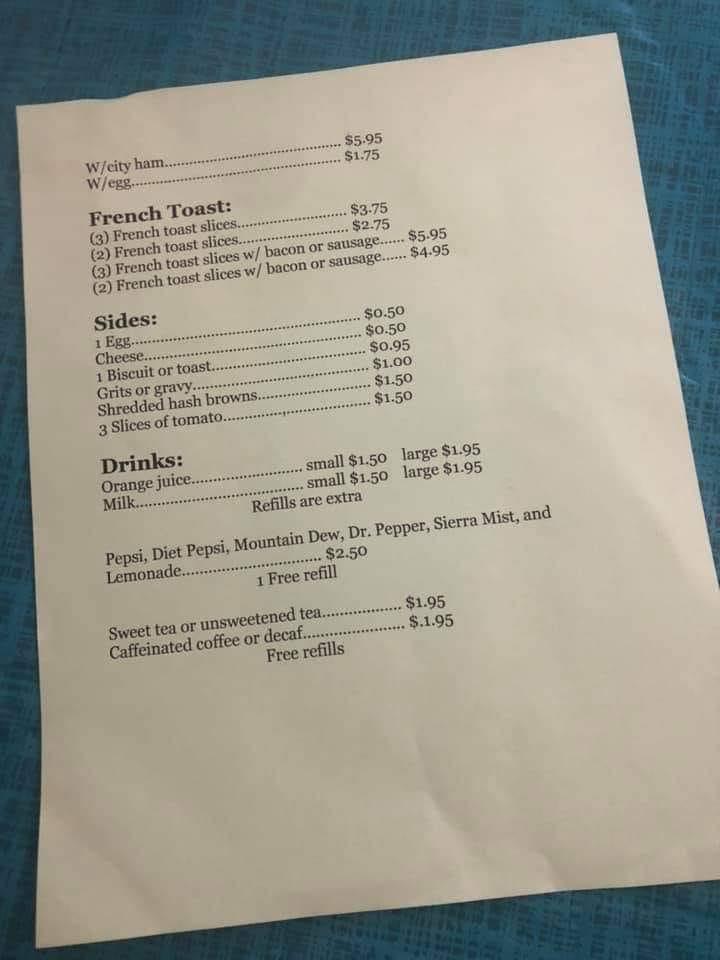 W/city ham.......................................... $5.95
W/egg.................................................. $1.75
French Toast:
(3) French toast slices.......................... $3.75
(2) French toast slices.......................... $2.75
(3) French toast slices w/ bacon or sausage...... $5.95
(2) French toast slices w/ bacon or sausage...... $4.95
Sides:
1 Egg..................................................... $0.50
Cheese................................................... $0.50
1 Biscuit or toast.................................... $0.95
Grits or gravy......................................... $1.00
Shredded hash browns........................... $1.50
3 Slices of tomato................................... $1.50
Drinks:
Orange juice.......................... small $1.50 large $1.95
Milk....................................... small $1.50 large $1.95
Refills are extra
Pepsi, Diet Pepsi, Mountain Dew, Dr. Pepper, Sierra Mist, and
Lemonade................................ $2.50
1 Free refill
Sweet tea or unsweetened tea.................. $1.95
Caffeinated coffee or decaf....................... $.1.95
Free refills